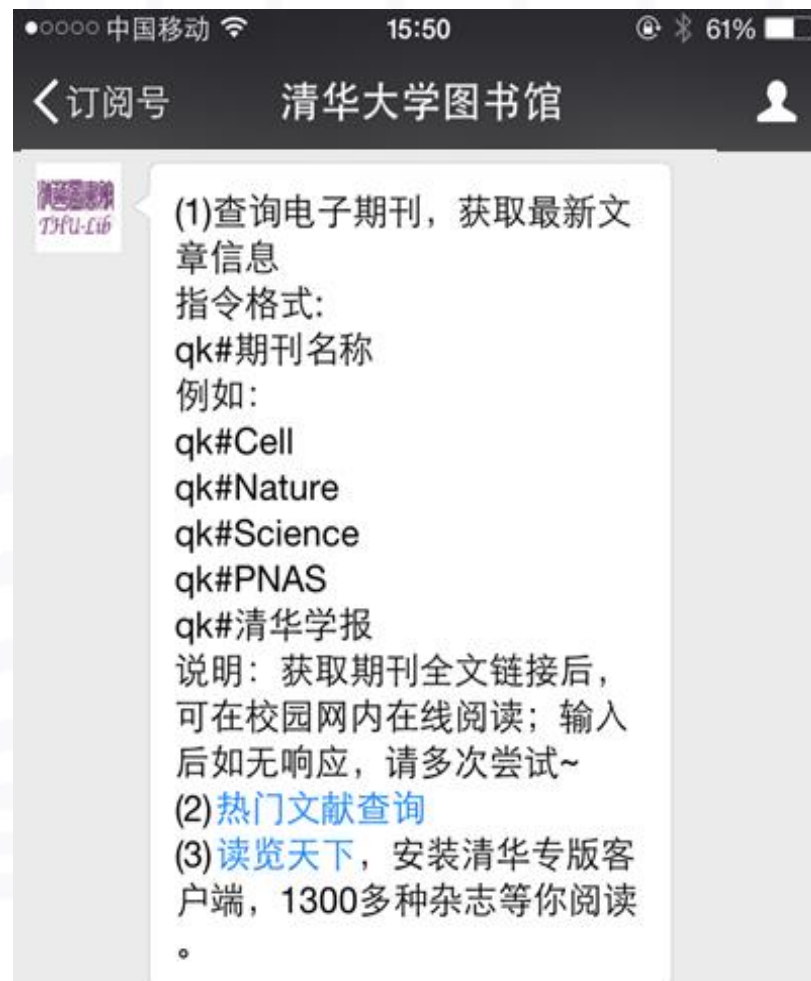 中国移动 15:50 61%
订阅号 清华大学图书馆
THU-Lib
(1)查询电子期刊，获取最新文
章信息
指令格式:
qk#期刊名称
例如：
qk#Cell
qk#Nature
qk#Science
qk#PNAS
qk#清华学报
说明：获取期刊全文链接后，
可在校园网内在线阅读；输入
后如无响应，请多次尝试~
(2)热门文献查询
(3)读览天下，安装清华专版客
户端，1300多种杂志等你阅读
。